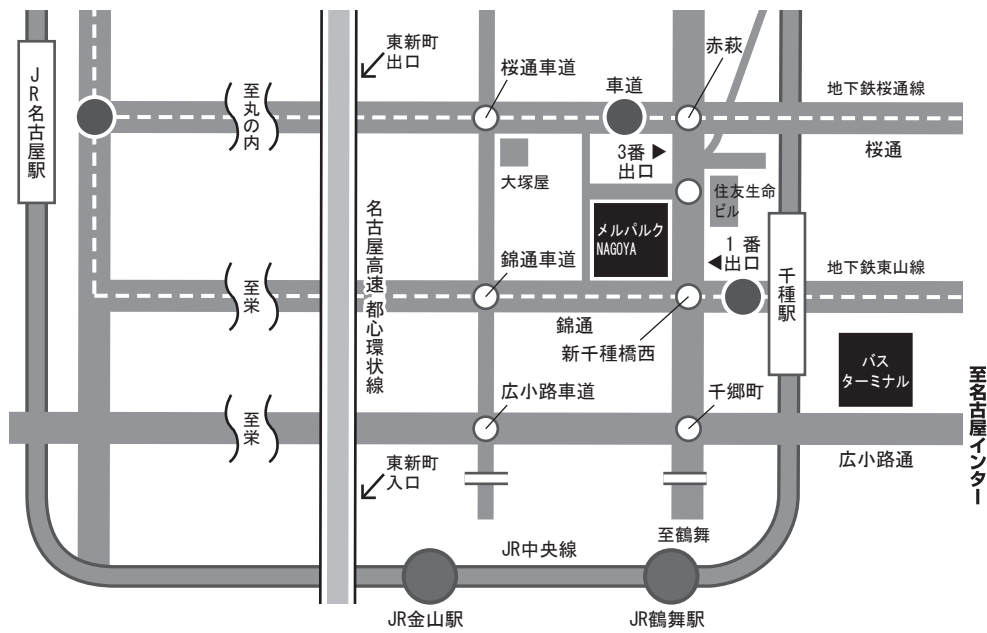 東新町
出口
桜通車道
車道
赤萩
地下鉄桜通線
桜通
JR名古屋駅
至丸の内
3番
出口
大塚屋
住友生命
ビル
メルパルク
NAGOYA
1 番
出口
名古屋高速 都心環状線
錦通車道
至栄
千種駅
地下鉄東山線
錦通
新千種橋西
バス
ターミナル
至名古屋インター
広小路車道
千郷町
至栄
広小路通
東新町
入口
至鶴舞
JR中央線
JR金山駅
JR鶴舞駅